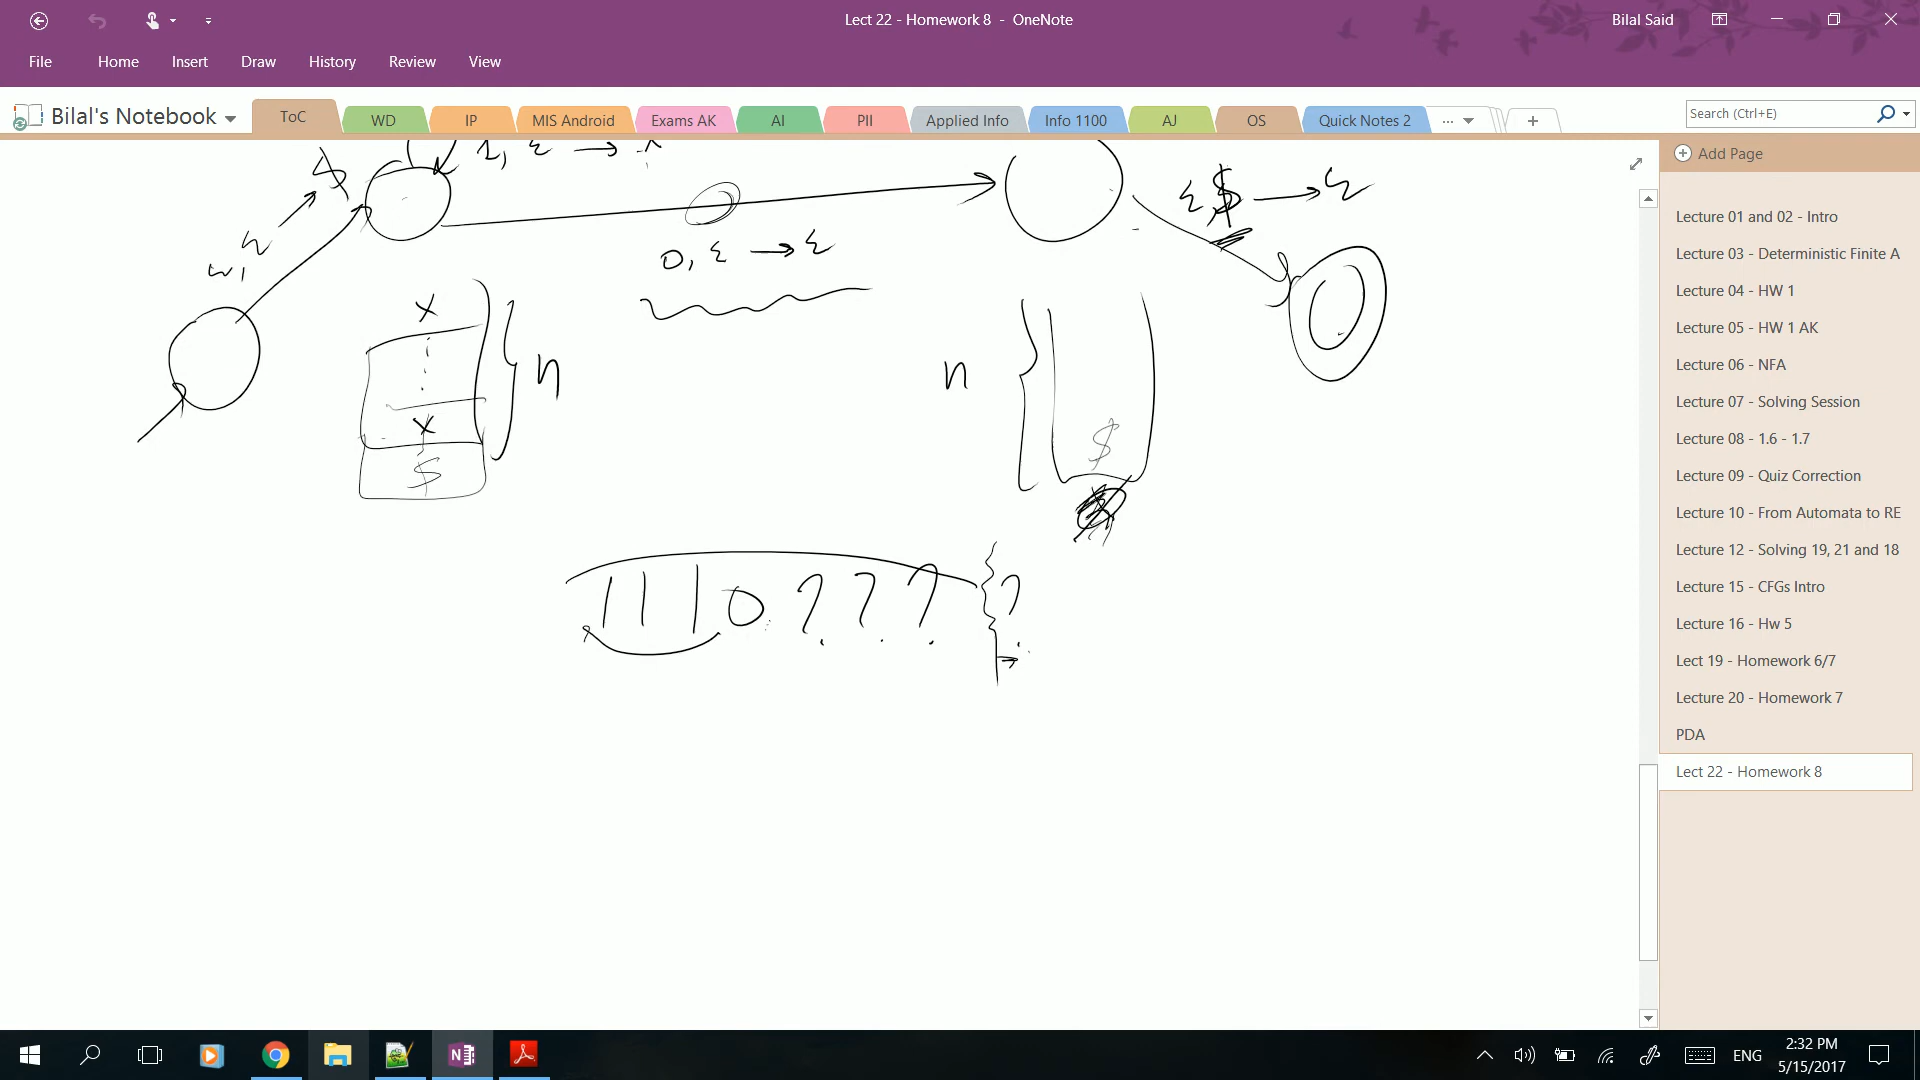 Lect 22 - Homework 8 - OneNote
Bilal Said
File Home Insert Draw History Review View
Bilal's Notebook
ToC WD IP MIS Android Exams AK AI PII Applied Info Info 1100 AJ OS Quick Notes 2 ...
Search (Ctrl+E)
Add Page
Lecture 01 and 02 - Intro
Lecture 03 - Deterministic Finite A
Lecture 04 - HW 1
Lecture 05 - HW 1 AK
Lecture 06 - NFA
Lecture 07 - Solving Session
Lecture 08 - 1.6 - 1.7
Lecture 09 - Quiz Correction
Lecture 10 - From Automata to RE
Lecture 12 - Solving 19, 21 and 18
Lecture 15 - CFGs Intro
Lecture 16 - Hw 5
Lect 19 - Homework 6/7
Lecture 20 - Homework 7
PDA
Lect 22 - Homework 8
ε, ε → $
0, ε → ε
ε, $ → ε
x
n
x
$
n
$
1 1 1 0 ? ? ? ?
ENG
2:32 PM
5/15/2017